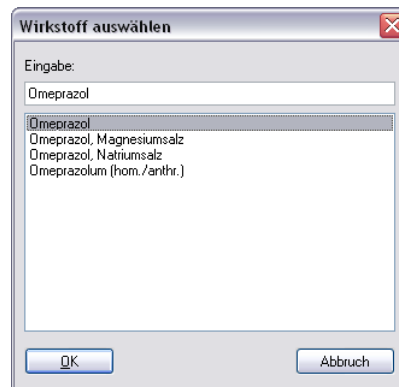 Wirkstoff auswählen
Eingabe:
Omeprazol
Omeprazol
Omeprazol, Magnesiumsalz
Omeprazol, Natriumsalz
Omeprazolum (hom./anthr.)
OK
Abbruch